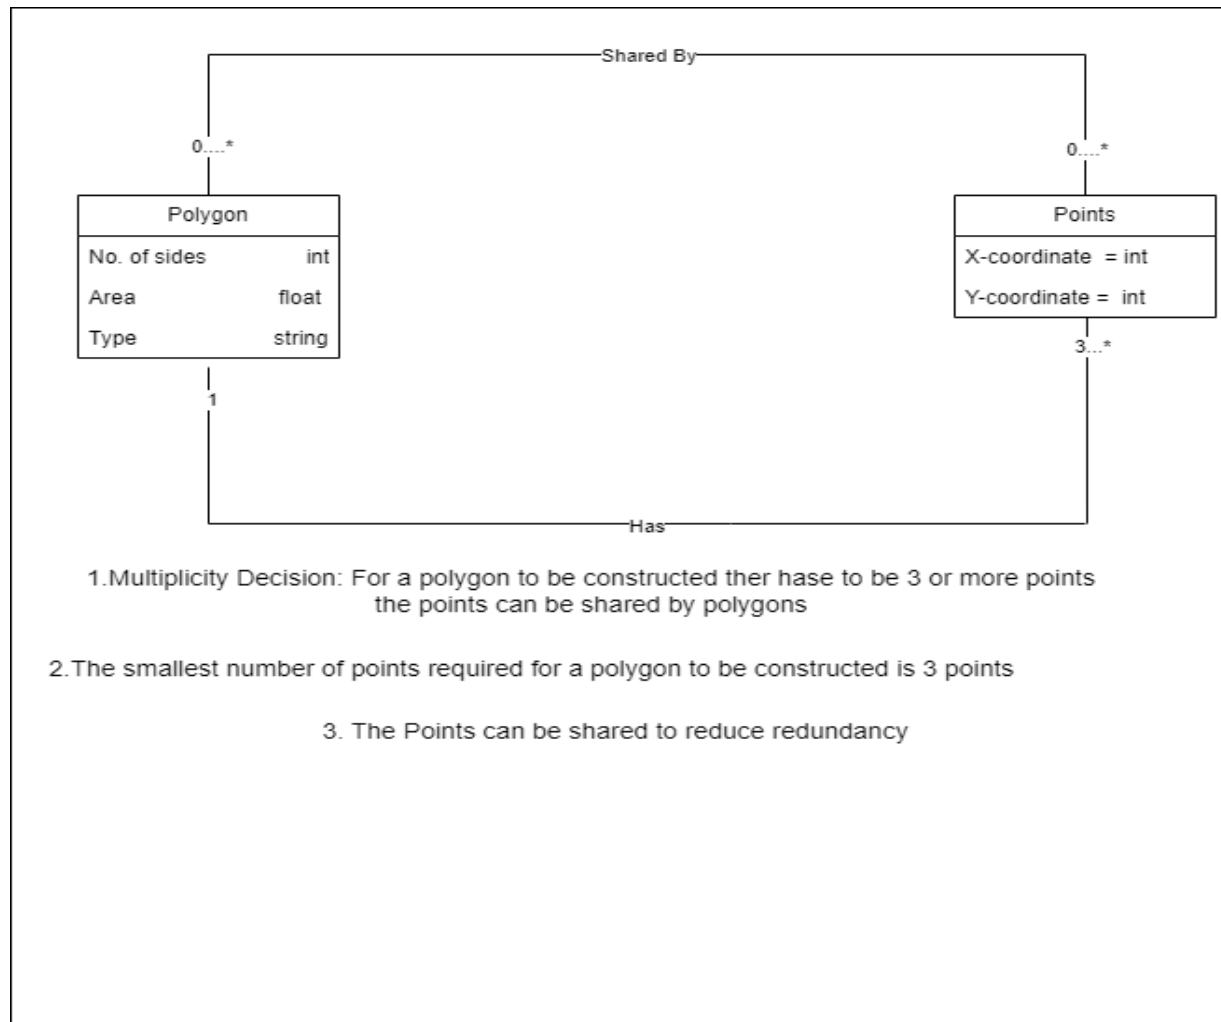 Shared By
0....*
0....*
Polygon
No. of sides int
Area float
Type string
Points
X-coordinate = int
Y-coordinate = int
3...*
1
Has
1.Multiplicity Decision: For a polygon to be constructed ther hase to be 3 or more points
the points can be shared by polygons
2.The smallest number of points required for a polygon to be constructed is 3 points
3. The Points can be shared to reduce redundancy